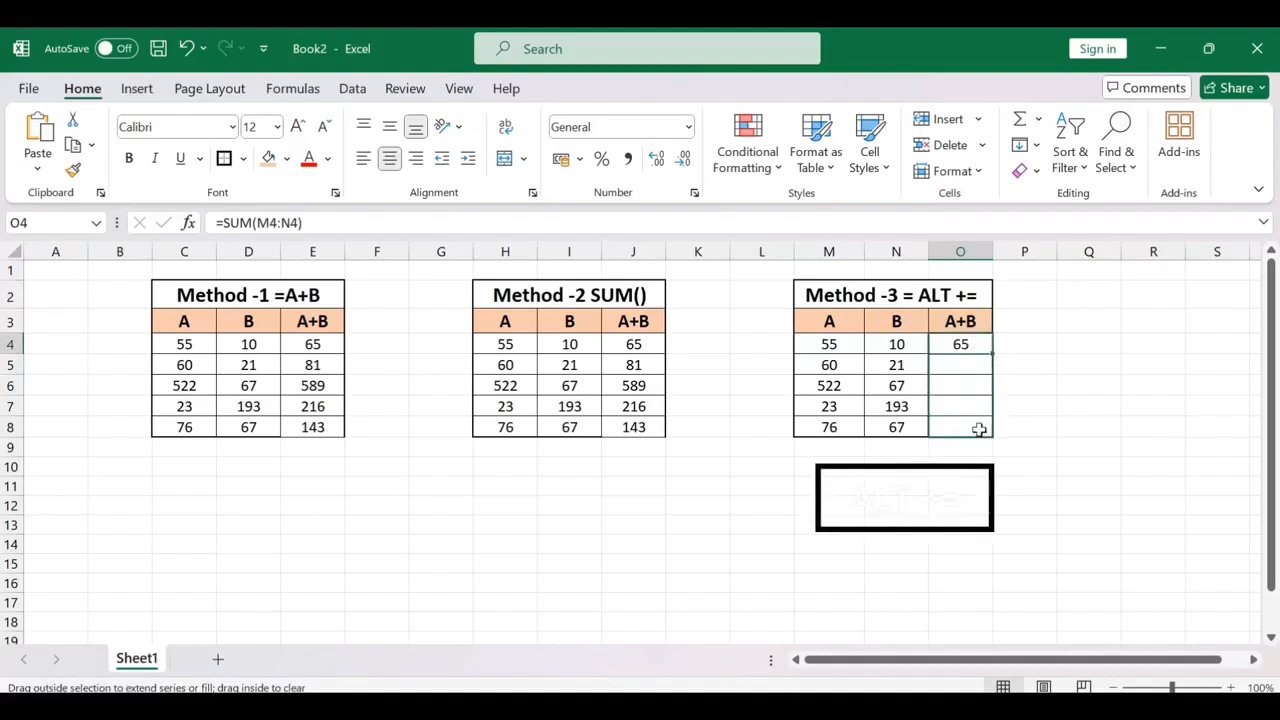 AutoSave Off Book2 - Excel Search Sign in
File Home Insert Page Layout Formulas Data Review View Help Comments Share
Paste Calibri 12 General Conditional Formatting Format as Table Cell Styles Insert Delete Format Sort & Filter Find & Select Add-ins
Clipboard Font Alignment Number Styles Cells Editing Add-ins
O4 fx =SUM(M4:N4)
A B C D E F G H I J K L M N O P Q R S
1
2 Method -1 =A+B Method -2 SUM() Method -3 = ALT +=
3 A B A+B A B A+B A B A+B
4 55 10 65 55 10 65 55 10 65
5 60 21 81 60 21 81 60 21
6 522 67 589 522 67 589 522 67
7 23 193 216 23 193 216 23 193
8 76 67 143 76 67 143 76 67
9
10
11
12
13
14
15
16
17
18
19
Sheet1
Drag outside selection to extend series or fill; drag inside to clear 100%